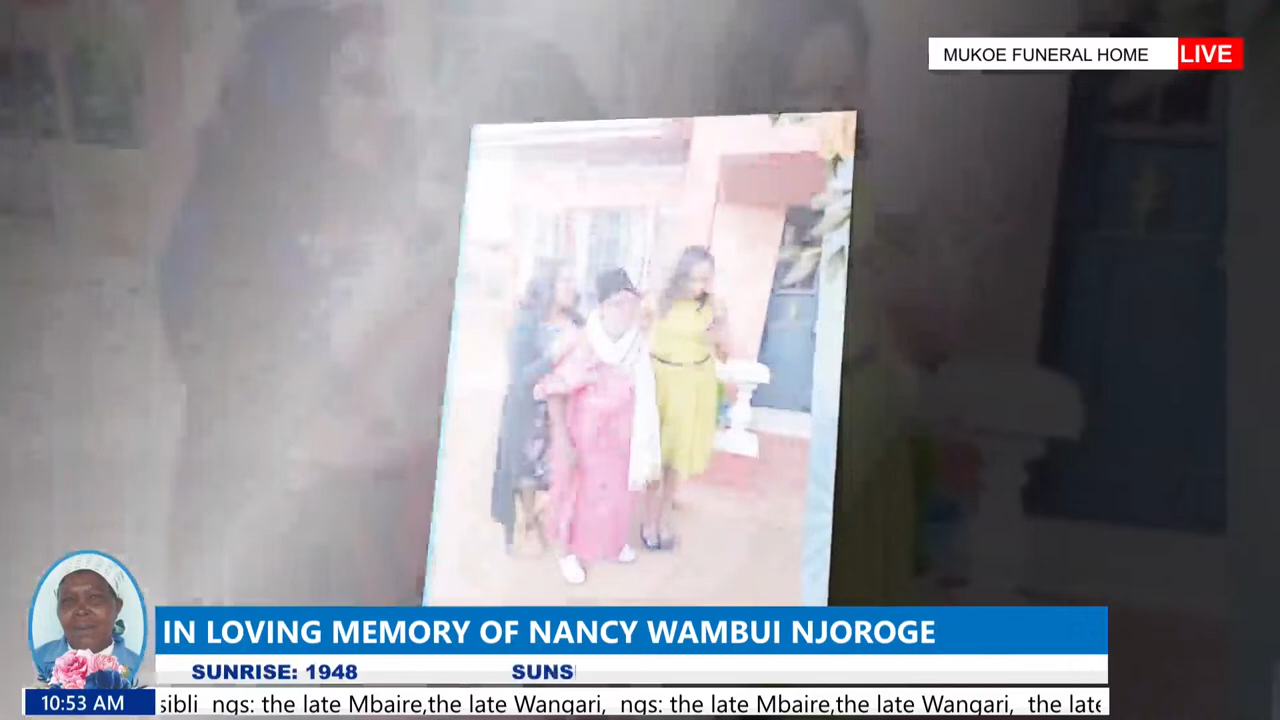 MUKOE FUNERAL HOME LIVE
IN LOVING MEMORY OF NANCY WAMBUI NJOROGE
SUNRISE: 1948 SUNS
10:53 AM sibli ngs: the late Mbaire,the late Wangari, ngs: the late Mbaire,the late Wangari, the late